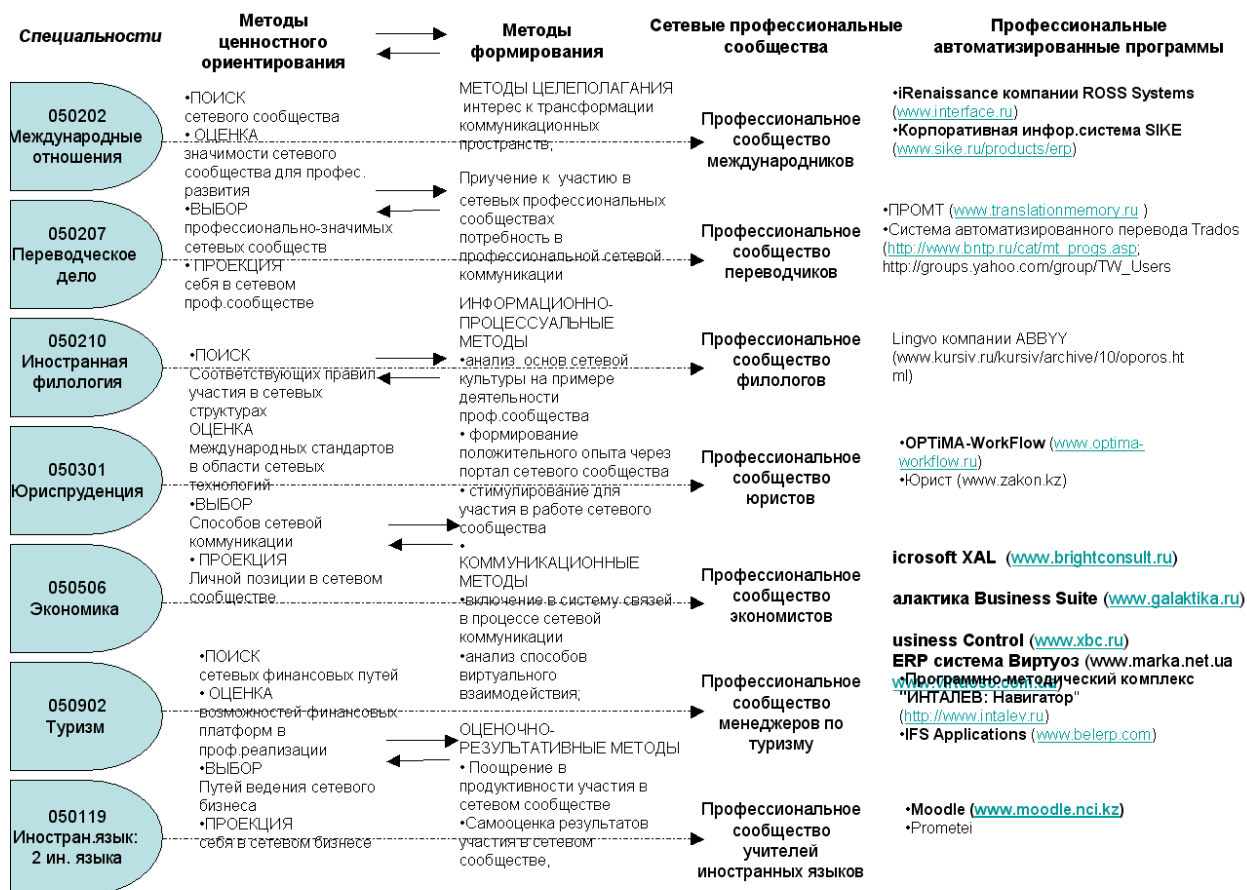 Специальности
Методы
ценностного
ориентирования
Методы
формирования
Сетевые профессиональные
сообщества
Профессиональные
автоматизированные программы
050202
Международные
отношения
050207
Переводческое
дело
050210
Иностранная
филология
050301
Юриспруденция
050506
Экономика
050902
Туризм
050119
Иностран.язык:
2 ин. языка
•ПОИСК
сетевого сообщества
• ОЦЕНКА
значимости сетевого
сообщества для профес.
развития
•ВЫБОР
профессионально-значимых
сетевых сообществ
• ПРОЕКЦИЯ
себя в сетевом
проф.сообществе
•ПОИСК
Соответствующих правил
участия в сетевых
структурах
ОЦЕНКА
международных стандартов
в области сетевых
технологий
•ВЫБОР
Способов сетевой
коммуникации
• ПРОЕКЦИЯ
Личной позиции в сетевом
сообществе
•ПОИСК
сетевых финансовых путей
• ОЦЕНКА
возможностей финансовых
платформ в
проф.реализации
•ВЫБОР
Путей ведения сетевого
бизнеса
•ПРОЕКЦИЯ
себя в сетевом бизнесе
МЕТОДЫ ЦЕЛЕПОЛАГАНИЯ
интерес к трансформации
коммуникационных
пространств;
Приучение к участию в
сетевых профессиональных
сообществах
потребность в
профессиональной сетевой
коммуникации
ИНФОРМАЦИОННО-
ПРОЦЕССУАЛЬНЫЕ
МЕТОДЫ
•анализ основ сетевой
культуры на примере
деятельности
проф.сообщества
• формирование
положительного опыта через
портал сетевого сообщества
• стимулирование для
участия в работе сетевого
сообщества
•
КОММУНИКАЦИОННЫЕ
МЕТОДЫ
•включение в систему связей
в процессе сетевой
коммуникации
•анализ способов
виртуального
взаимодействия;
ОЦЕНОЧНО-
РЕЗУЛЬТАТИВНЫЕ МЕТОДЫ
• Поощрение в
продуктивности участия в
сетевом сообществе
•Самооценка результатов
участия в сетевом
сообществе,
Профессиональное
сообщество
международников
Профессиональное
сообщество
переводчиков
Профессиональное
сообщество
филологов
Профессиональное
сообщество
юристов
Профессиональное
сообщество
экономистов
Профессиональное
сообщество
менеджеров по
туризму
Профессиональное
сообщество
учителей
иностранных языков
•iRenaissance компании ROSS Systems
(www.interface.ru)
•Корпоративная инфор.система SIKE
(www.sike.ru/products/erp)
•ПРОМТ (www.translationmemory.ru )
•Система автоматизированного перевода Trados
(http://www.bntp.ru/cat/mt_progs.asp;
http://groups.yahoo.com/group/TW_Users
Lingvo компании ABBYY
(www.kursiv.ru/kursiv/archive/10/oporos.ht
ml)
•OPTiMA-WorkFlow (www.optima-
workflow.ru)
•Юрист (www.zakon.kz)
icrosoft XAL (www.brightconsult.ru)
алактика Business Suite (www.galaktika.ru)
usiness Control (www.xbc.ru)
ERP система Виртуоз (www.marka.net.ua
www.virtuoso.com.ua)
•Программно-методический комплекс
"ИНТАЛЕВ: Навигатор"
(http://www.intalev.ru)
•IFS Applications (www.belerp.com)
•Moodle (www.moodle.nci.kz)
•Prometei